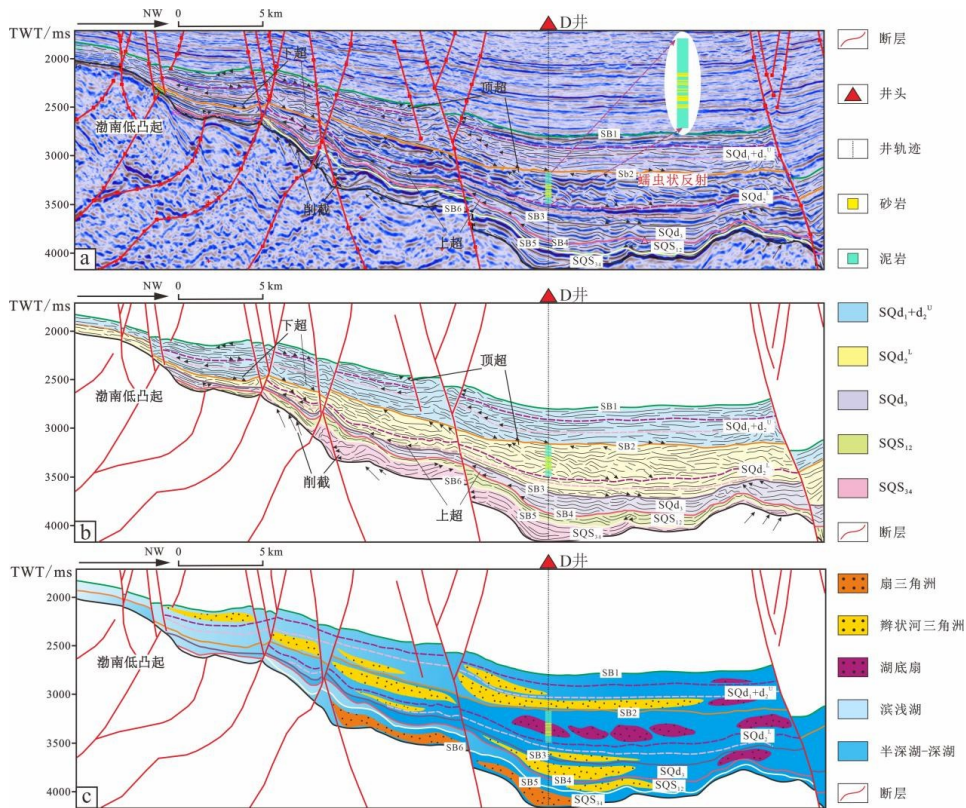 NW
0
5 km
D井
TWT/ms
2000
2500
3000
3500
4000
下超
顶超
渤南低凸起
削截
上超
SB1
SQd₁+d₂ᵁ
Sb2
蠕虫状反射
SQd₂ᴸ
SB6
SB3
SQd₃
SB5
SB4
SQS₁₂
SQS₃₄
a
断层
井头
井轨迹
砂岩
泥岩
NW
0
5 km
D井
TWT/ms
2000
2500
3000
3500
4000
下超
顶超
渤南低凸起
削截
上超
SB1
SQd₁+d₂ᵁ
SB2
SQd₂ᴸ
SB6
SB3
SQd₃
SB5
SB4
SQS₁₂
SQS₃₄
b
SQd₁+d₂ᵁ
SQd₂ᴸ
SQd₃
SQS₁₂
SQS₃₄
断层
NW
0
5 km
D井
TWT/ms
2000
2500
3000
3500
4000
渤南低凸起
SB1
SQd₁+d₂ᵁ
SB2
SQd₂ᴸ
SB6
SB3
SQd₃
SB5
SB4
SQS₁₂
SQS₃₄
c
扇三角洲
辫状河三角洲
湖底扇
滨浅湖
半深湖-深湖
断层